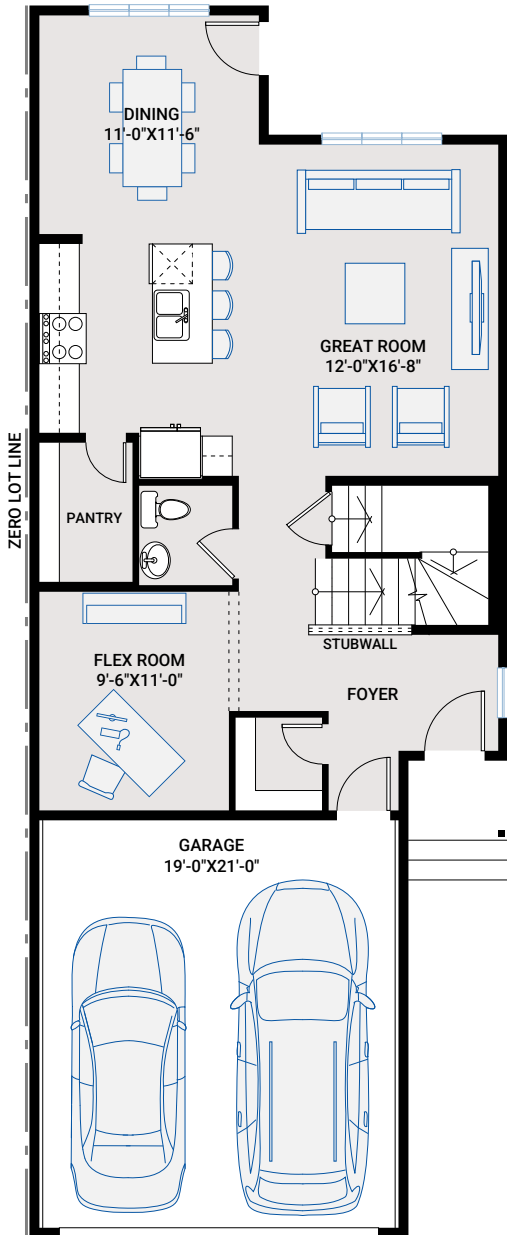 DINING
11'-0"X11'-6"
GREAT ROOM
12'-0"X16'-8"
ZERO LOT LINE
PANTRY
STUBWALL
FLEX ROOM
9'-6"X11'-0"
FOYER
GARAGE
19'-0"X21'-0"